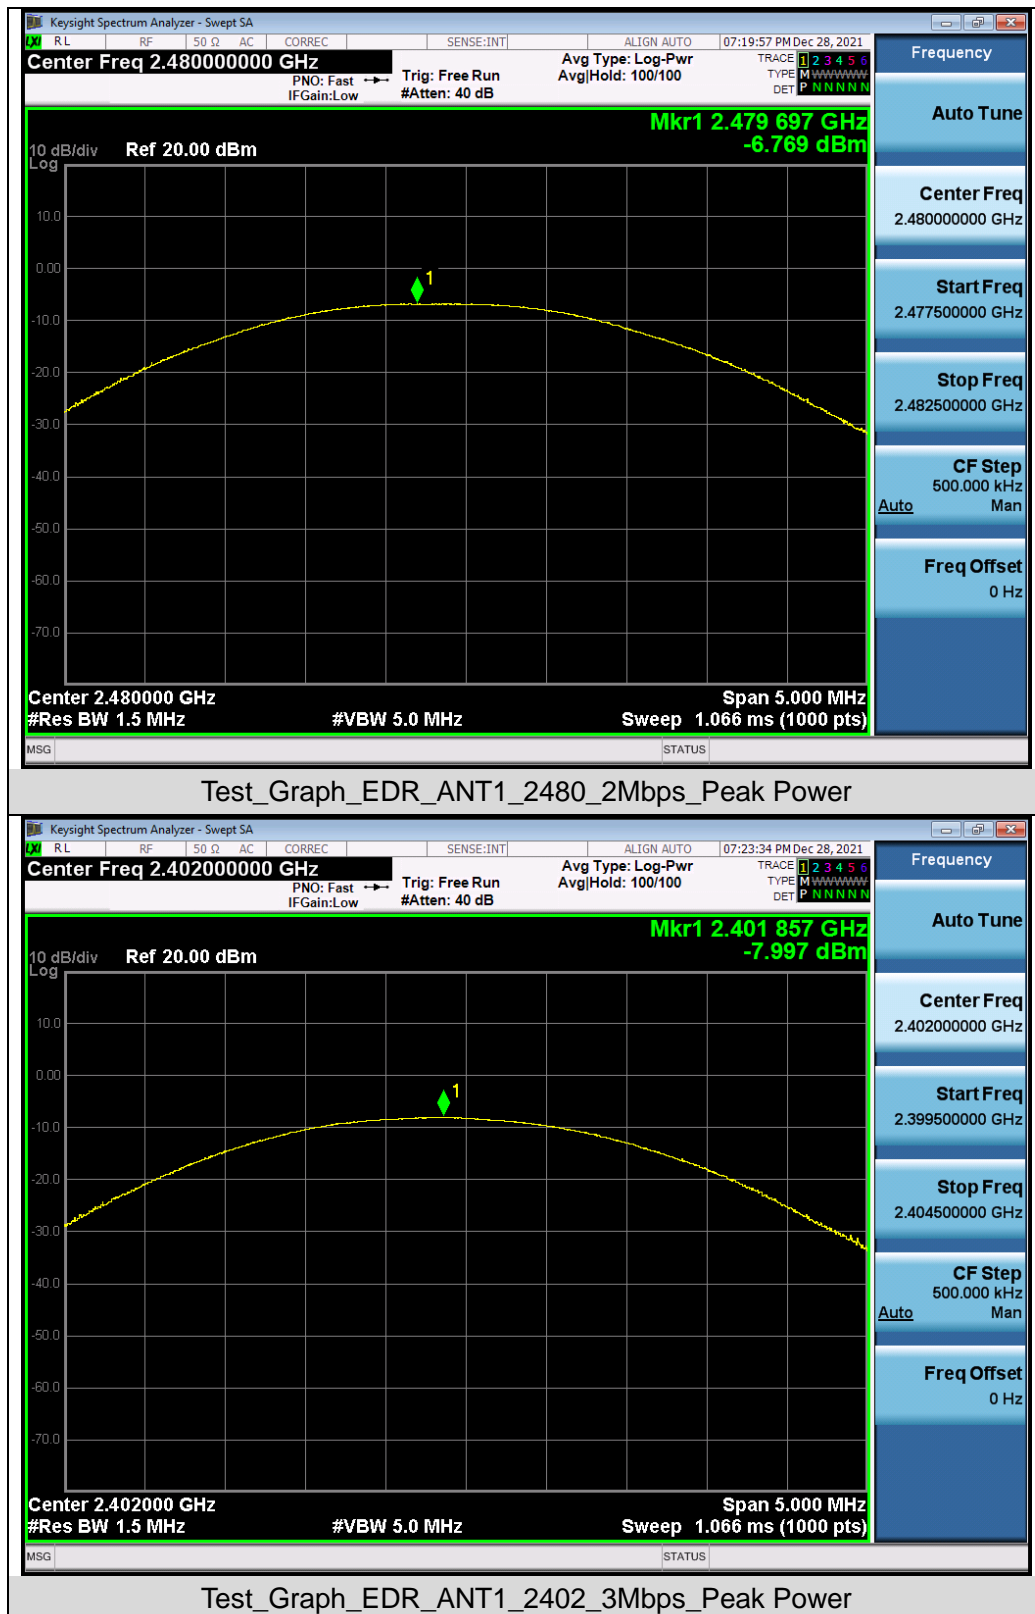 Keysight Spectrum Analyzer - Swept SA
LXI RL RF 50 Ω AC CORREC SENSE:INT ALIGN AUTO 07:19:57 PM Dec 28, 2021
Center Freq 2.480000000 GHz
PNO: Fast
IFGain:Low
Trig: Free Run
#Atten: 40 dB
Avg Type: Log-Pwr
Avg|Hold: 100/100
TRACE 1 2 3 4 5 6
TYPE M WWWWW
DET P N N N N N
Mkr1 2.479 697 GHz
-6.769 dBm
10 dB/div Ref 20.00 dBm
Log
10.0
0.00
1
-10.0
-20.0
-30.0
-40.0
-50.0
-60.0
-70.0
Center 2.480000 GHz Span 5.000 MHz
#Res BW 1.5 MHz #VBW 5.0 MHz Sweep 1.066 ms (1000 pts)
MSG STATUS
Frequency
Auto Tune
Center Freq
2.480000000 GHz
Start Freq
2.477500000 GHz
Stop Freq
2.482500000 GHz
CF Step
500.000 kHz
Auto Man
Freq Offset
0 Hz
Test_Graph_EDR_ANT1_2480_2Mbps_Peak Power
Keysight Spectrum Analyzer - Swept SA
LXI RL RF 50 Ω AC CORREC SENSE:INT ALIGN AUTO 07:23:34 PM Dec 28, 2021
Center Freq 2.402000000 GHz
PNO: Fast
IFGain:Low
Trig: Free Run
#Atten: 40 dB
Avg Type: Log-Pwr
Avg|Hold: 100/100
TRACE 1 2 3 4 5 6
TYPE M WWWWW
DET P N N N N N
Mkr1 2.401 857 GHz
-7.997 dBm
10 dB/div Ref 20.00 dBm
Log
10.0
0.00
1
-10.0
-20.0
-30.0
-40.0
-50.0
-60.0
-70.0
Center 2.402000 GHz Span 5.000 MHz
#Res BW 1.5 MHz #VBW 5.0 MHz Sweep 1.066 ms (1000 pts)
MSG STATUS
Frequency
Auto Tune
Center Freq
2.402000000 GHz
Start Freq
2.399500000 GHz
Stop Freq
2.404500000 GHz
CF Step
500.000 kHz
Auto Man
Freq Offset
0 Hz
Test_Graph_EDR_ANT1_2402_3Mbps_Peak Power